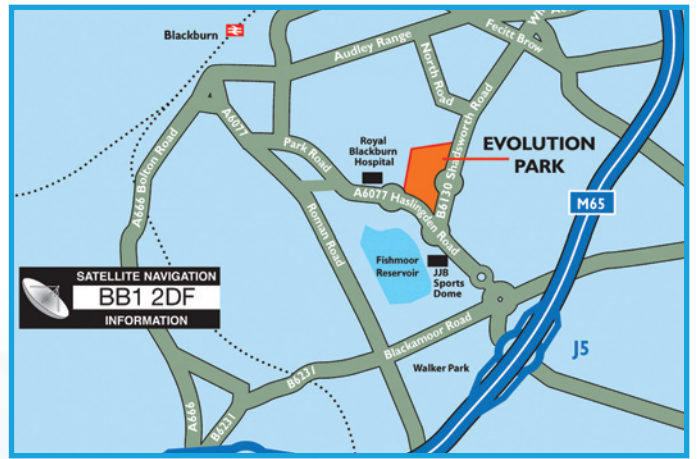 Blackburn
Audley Range
Fecitt Brow
North Road
A6077
Park Road
Royal
Blackburn
Hospital
B6130 Shadsworth Road
EVOLUTION
PARK
A666 Bolton Road
A6077 Haslingden Road
M65
Roman Road
Fishmoor
Reservoir
JJB
Sports
Dome
SATELLITE NAVIGATION
BB1 2DF
INFORMATION
Blackamoor Road
J5
Walker Park
B6231
A666
B6231